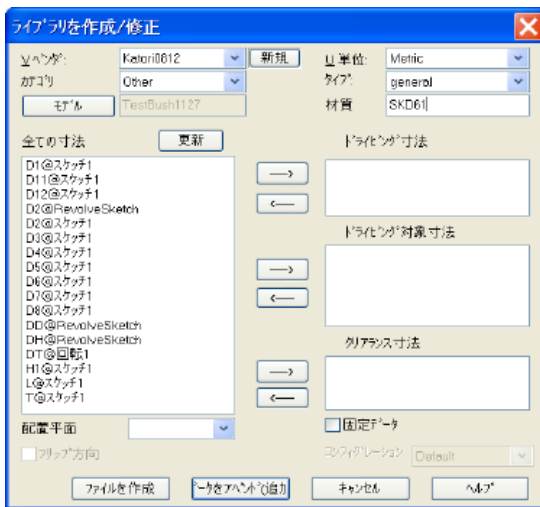 ライブラリを作成/修正
Vベンダ: Katori0612 新規 U単位: Metric
カテゴリ Other タイプ: general
モデル TestBush1127 材質 SKD61
全ての寸法 更新 ドライビング寸法
D1@スケッチ1
D11@スケッチ1
D12@スケッチ1
D2@RevolveSketch
D2@スケッチ1
D3@スケッチ1
D4@スケッチ1
D5@スケッチ1
D6@スケッチ1
D7@スケッチ1
D8@スケッチ1
DD@RevolveSketch
DH@RevolveSketch
DT@回転1
H1@スケッチ1
L@スケッチ1
T@スケッチ1
ドライビング対象寸法
クリアランス寸法
配置平面 固定データ
フリップ方向 コンフィグレーション Default
ファイルを作成 データをアペンド(追加 キャンセル ヘルプ